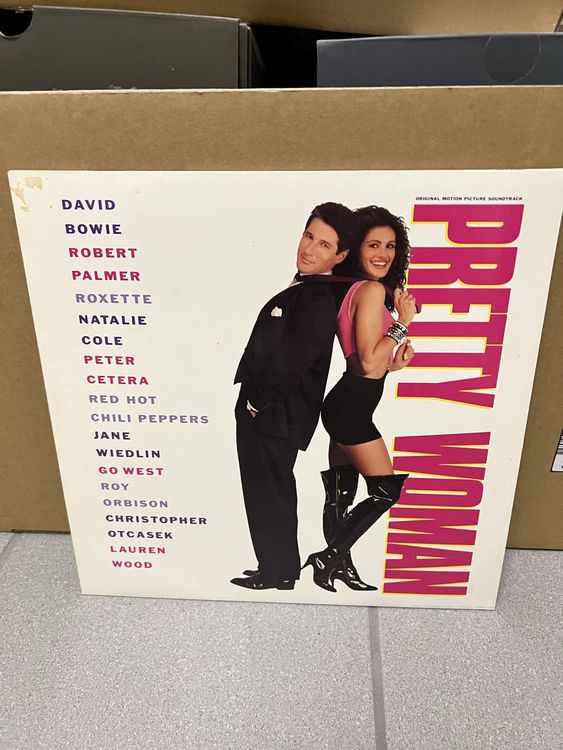 DAVID
BOWIE
ROBERT
PALMER
ROXETTE
NATALIE
COLE
PETER
CETERA
RED HOT
CHILI PEPPERS
JANE
WIEDLIN
GO WEST
ROY
ORBISON
CHRISTOPHER
OTCASEK
LAUREN
WOOD
ORIGINAL MOTION PICTURE SOUNDTRACK
PRETTY WOMAN